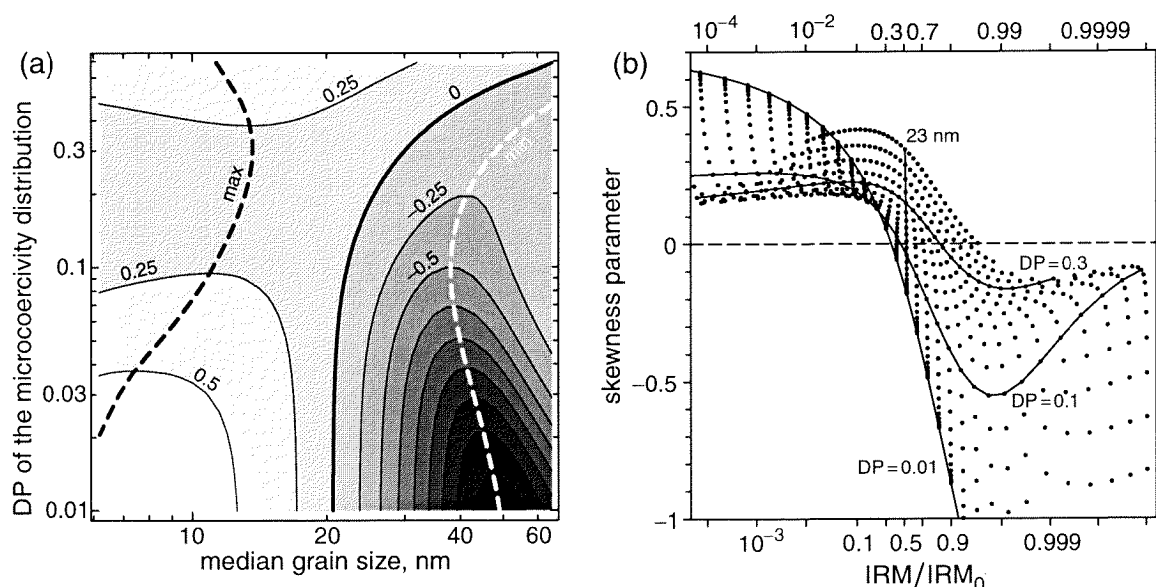 (a)
DP of the microcoercivity distribution
0.3
0.1
0.03
0.01
10
20
30
40
60
median grain size, nm
0.25
0
max
−0.25
−0.5
0.25
0.5
(b)
10⁻⁴
10⁻²
0.3
0.7
0.99
0.9999
skewness parameter
0.5
0
−0.5
−1
23 nm
DP=0.3
DP=0.1
DP=0.01
10⁻³
0.1
0.5
0.9
0.999
IRM/IRM₀